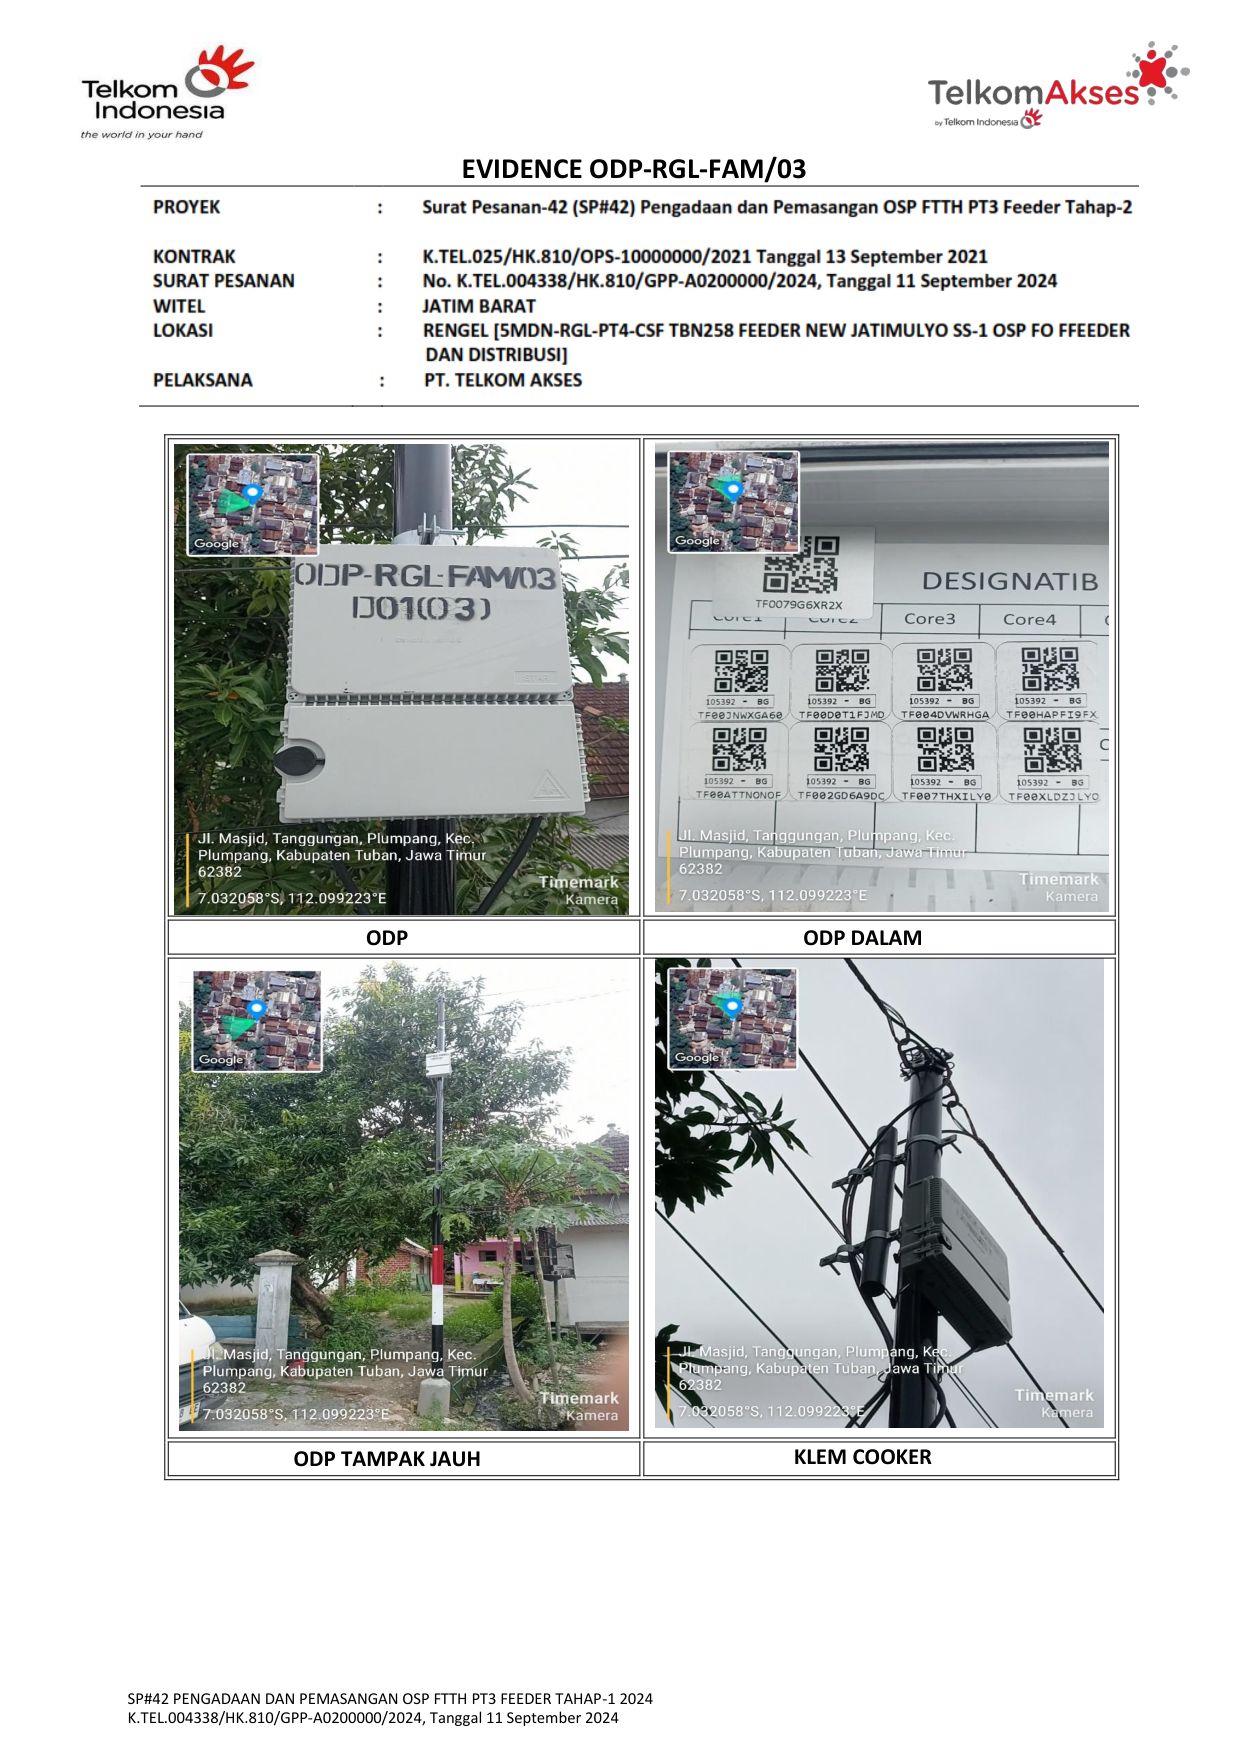 Telkom
Indonesia
the world in your hand
TelkomAkses
by Telkom Indonesia
EVIDENCE ODP-RGL-FAM/03
PROYEK : Surat Pesanan-42 (SP#42) Pengadaan dan Pemasangan OSP FTTH PT3 Feeder Tahap-2
KONTRAK : K.TEL.025/HK.810/OPS-10000000/2021 Tanggal 13 September 2021
SURAT PESANAN : No. K.TEL.004338/HK.810/GPP-A0200000/2024, Tanggal 11 September 2024
WITEL : JATIM BARAT
LOKASI : RENGEL [5MDN-RGL-PT4-CSF TBN258 FEEDER NEW JATIMULYO SS-1 OSP FO FFEEDER
DAN DISTRIBUSI]
PELAKSANA : PT. TELKOM AKSES
Google
ODP-RGL-FAM/03
D01(03)
Jl. Masjid, Tanggungan, Plumpang, Kec.
Plumpang, Kabupaten Tuban, Jawa Timur
62382
7.032058°S, 112.099223°E
Timemark
Kamera
Google
TF0079G6XR2X
DESIGNATIB
Core1 Core2 Core3 Core4
105392 - BG 105392 - BG 105392 - BG 105392 - BG
TF00JNWXGA60 TF00D0T1FJMD TF004DVWRHGA TF00HAPFI9FX
105392 - BG 105392 - BG 105392 - BG 105392 - BG
TF00ATTNONOF TF002GD6A9DC TF007THXILY0 TF00XLDZJLYO
Jl. Masjid, Tanggungan, Plumpang, Kec.
Plumpang, Kabupaten Tuban, Jawa Timur
62382
7.032058°S, 112.099223°E
Timemark
Kamera
ODP
ODP DALAM
Google
Jl. Masjid, Tanggungan, Plumpang, Kec.
Plumpang, Kabupaten Tuban, Jawa Timur
62382
7.032058°S, 112.099223°E
Timemark
Kamera
Google
Jl. Masjid, Tanggungan, Plumpang, Kec.
Plumpang, Kabupaten Tuban, Jawa Timur
62382
7.032058°S, 112.099223°E
Timemark
Kamera
ODP TAMPAK JAUH
KLEM COOKER
SP#42 PENGADAAN DAN PEMASANGAN OSP FTTH PT3 FEEDER TAHAP-1 2024
K.TEL.004338/HK.810/GPP-A0200000/2024, Tanggal 11 September 2024